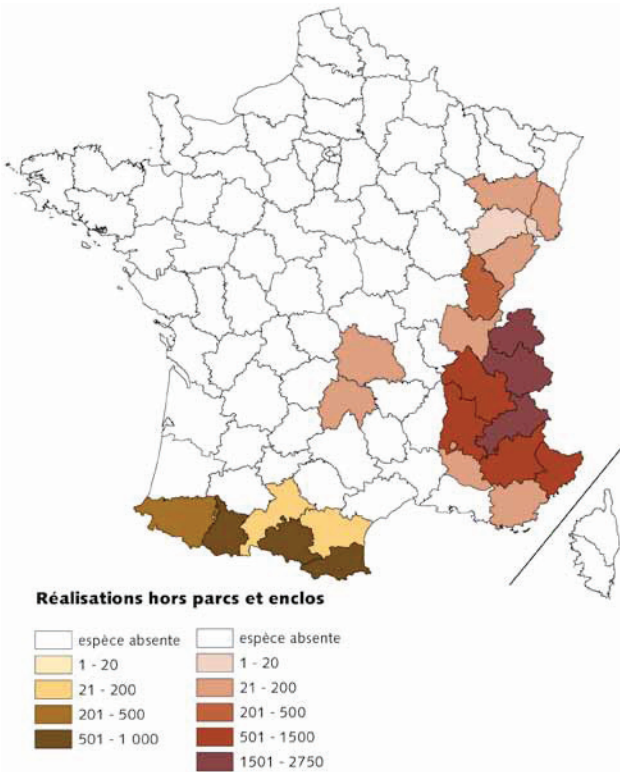 Réalisations hors parcs et enclos
espèce absente
1 - 20
21 - 200
201 - 500
501 - 1 000
espèce absente
1 - 20
21 - 200
201 - 500
501 - 1500
1501 - 2750